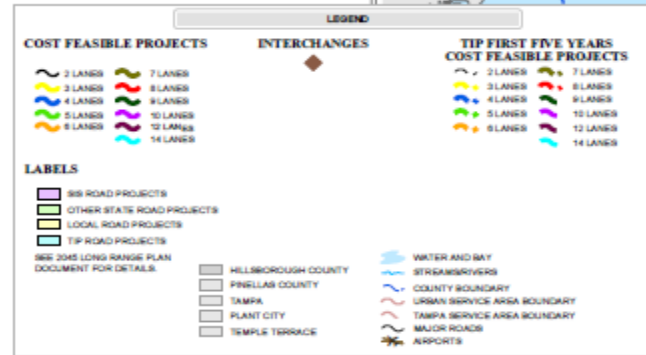 LEGEND
COST FEASIBLE PROJECTS
2 LANES
3 LANES
4 LANES
5 LANES
6 LANES
7 LANES
8 LANES
9 LANES
10 LANES
12 LANES
14 LANES
INTERCHANGES
TIP FIRST FIVE YEARS
COST FEASIBLE PROJECTS
2 LANES
3 LANES
4 LANES
5 LANES
6 LANES
7 LANES
8 LANES
9 LANES
10 LANES
12 LANES
14 LANES
LABELS
SIS ROAD PROJECTS
OTHER STATE ROAD PROJECTS
LOCAL ROAD PROJECTS
TIP ROAD PROJECTS
SEE 2045 LONG RANGE PLAN
DOCUMENT FOR DETAILS.
HILLSBOROUGH COUNTY
PINELLAS COUNTY
TAMPA
PLANT CITY
TEMPLE TERRACE
WATER AND BAY
STREAMS/RIVERS
COUNTY BOUNDARY
URBAN SERVICE AREA BOUNDARY
TAMPA SERVICE AREA BOUNDARY
MAJOR ROADS
AIRPORTS